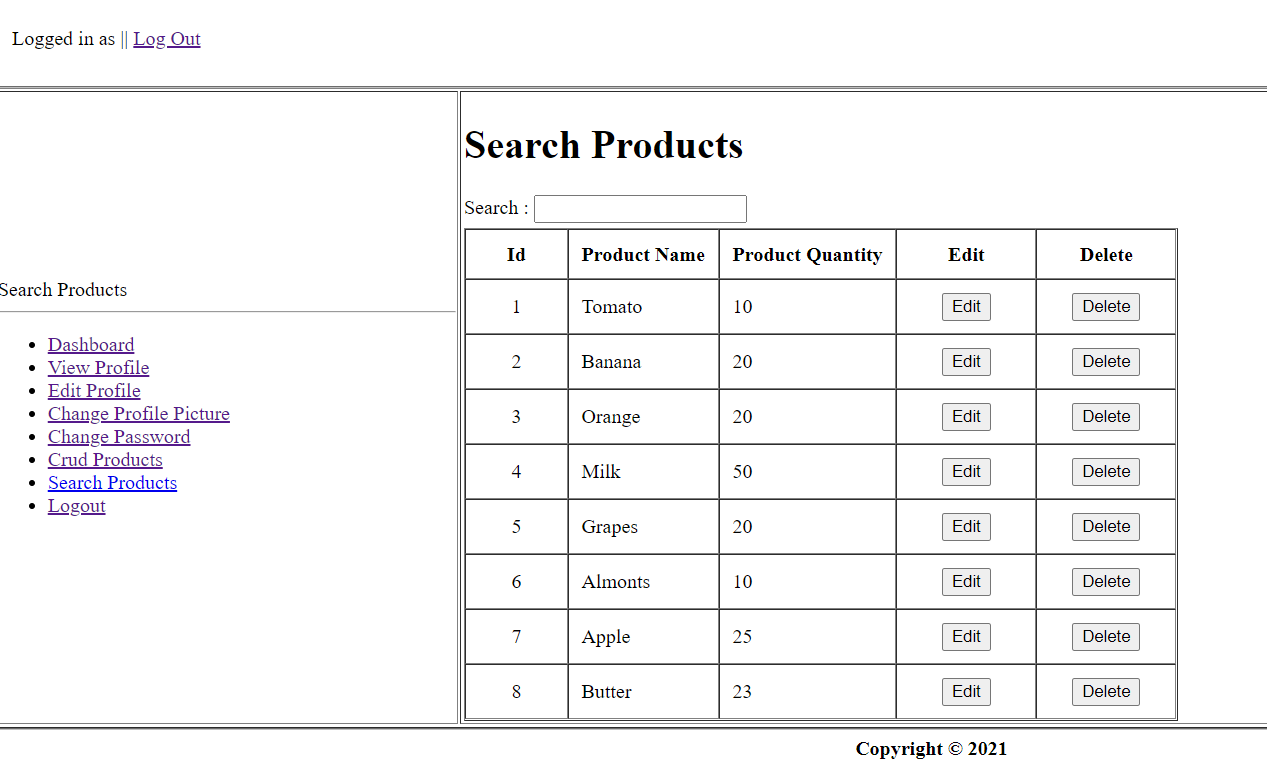 Logged in as || Log Out
Search Products
Dashboard
View Profile
Edit Profile
Change Profile Picture
Change Password
Crud Products
Search Products
Logout
Search Products
Search :
Id Product Name Product Quantity Edit Delete
1 Tomato 10 Edit Delete
2 Banana 20 Edit Delete
3 Orange 20 Edit Delete
4 Milk 50 Edit Delete
5 Grapes 20 Edit Delete
6 Almonts 10 Edit Delete
7 Apple 25 Edit Delete
8 Butter 23 Edit Delete
Copyright © 2021